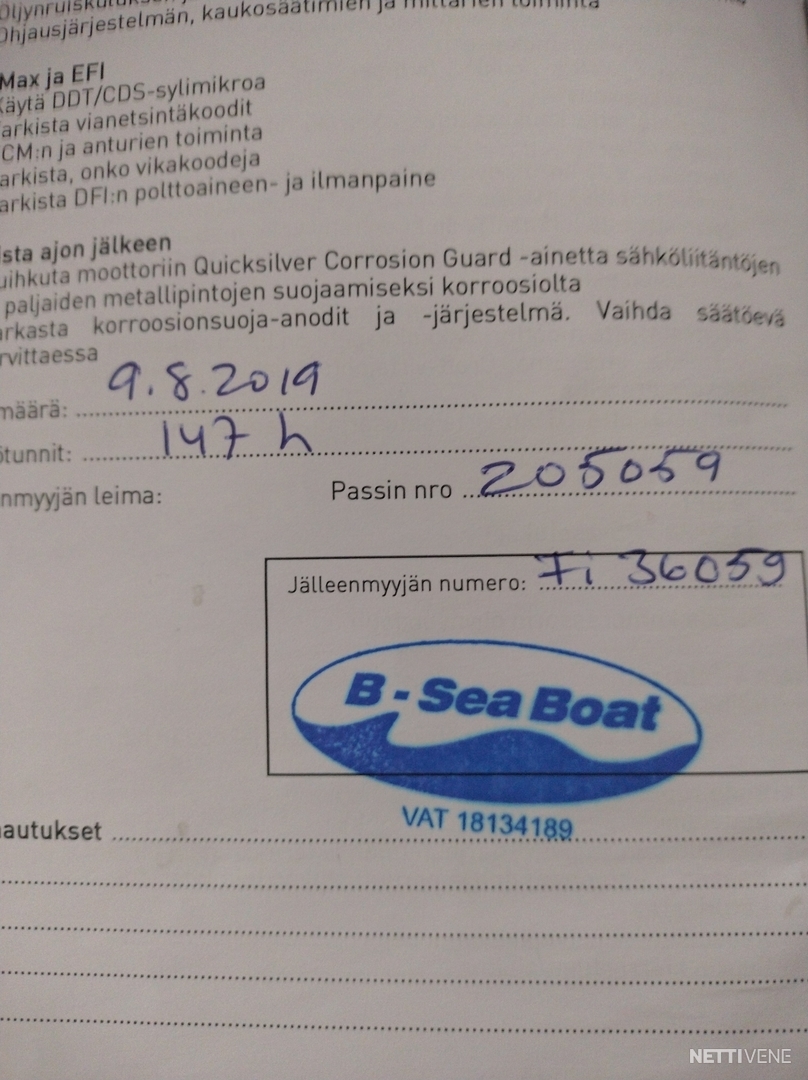 Ohjausjärjestelmän, kaukosäätimien ja mittarien toiminta
Max ja EFI
Käytä DDT/CDS-sylimikroa
arkista vianetsintäkoodit
CM:n ja anturien toiminta
arkista, onko vikakoodeja
arkista DFI:n polttoaineen- ja ilmanpaine
ista ajon jälkeen
uihkuta moottoriin Quicksilver Corrosion Guard -ainetta sähköliitäntöjen
paljaiden metallipintojen suojaamiseksi korroosiolta
arkasta korroosionsuoja-anodit ja -järjestelmä. Vaihda säätöevä
rvittaessa
määrä: 9.8.2019
ötunnit: 147 h
nmyyjän leima: Passin nro 205059
Jälleenmyyjän numero: Fi 36059
B - Sea Boat
VAT 18134189
autukset
NETTIVENE